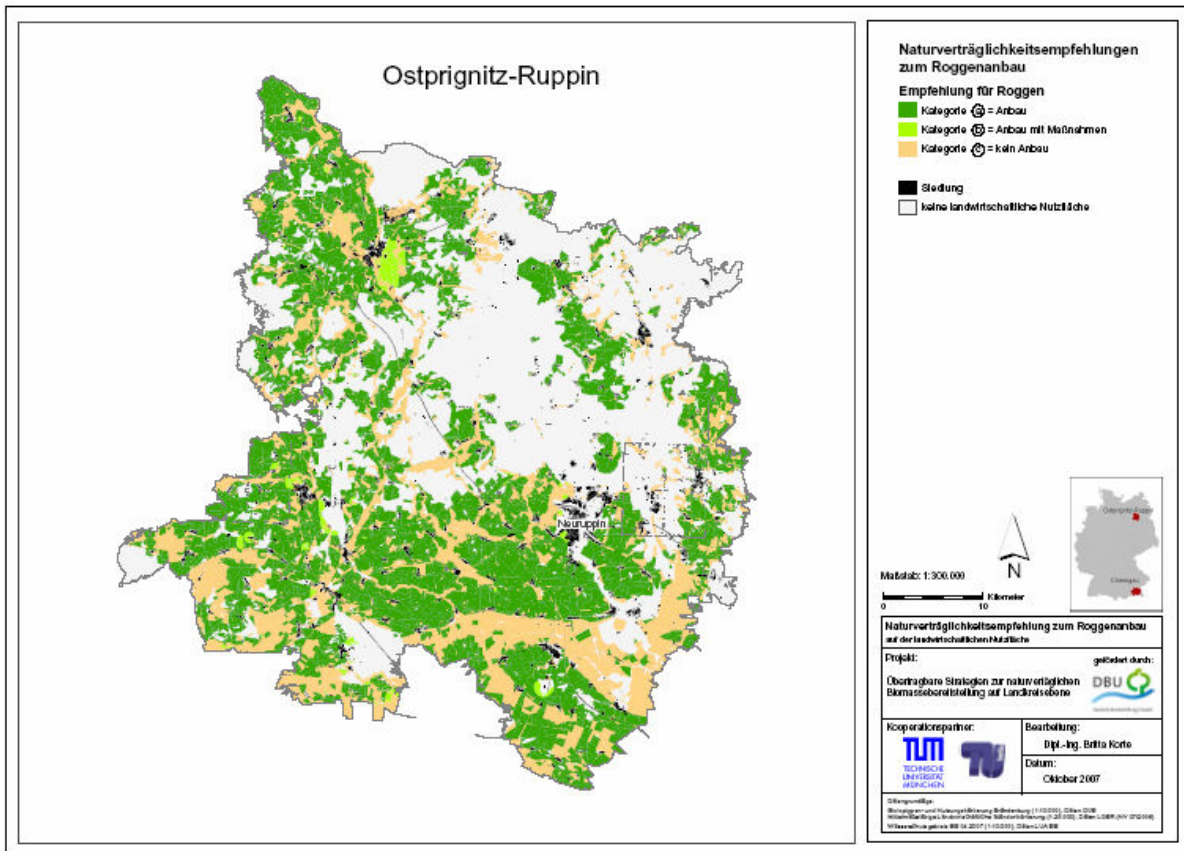 Ostprignitz-Ruppin
Neuruppin
Naturverträglichkeitsempfehlungen
zum Roggenanbau
Empfehlung für Roggen
Kategorie a = Anbau
Kategorie b = Anbau mit Maßnahmen
Kategorie c = kein Anbau
Siedlung
keine landwirtschaftliche Nutzfläche
Ostprignitz-Ruppin
Maßstab: 1:300.000
N
0 10 Kilometer
Naturverträglichkeitsempfehlung zum Roggenanbau
auf der landwirtschaftlichen Nutzfläche
Projekt:
gefördert durch:
Übertragbare Strategien zur naturverträglichen
Biomassebereitstellung auf Landkreisebene
DBU
Kooperationspartner:
TUM
TECHNISCHE
UNIVERSITÄT
MÜNCHEN
Bearbeitung:
Dipl.-Ing. Britta Korte
Datum:
Oktober 2007